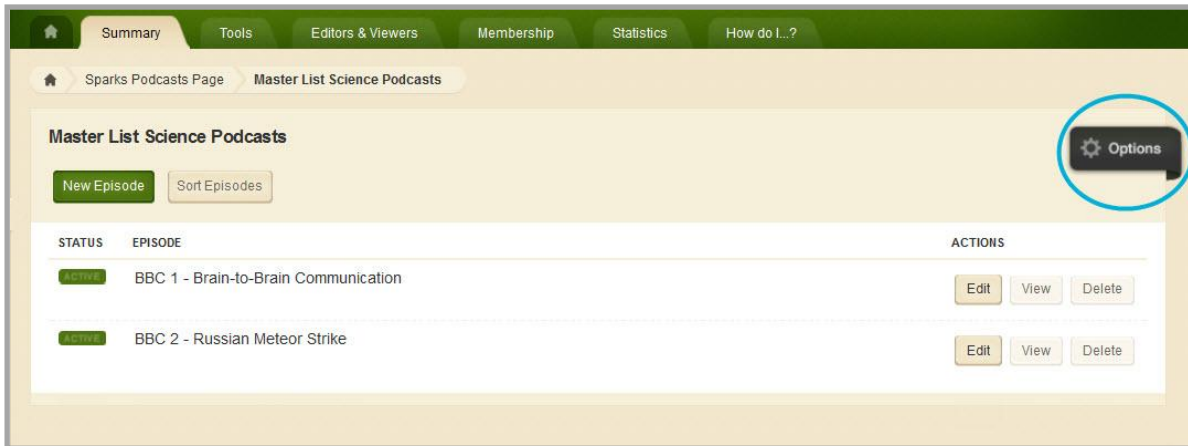 Summary Tools Editors & Viewers Membership Statistics How do I...?
Sparks Podcasts Page Master List Science Podcasts
Master List Science Podcasts
Options
New Episode Sort Episodes
STATUS EPISODE ACTIONS
ACTIVE BBC 1 - Brain-to-Brain Communication Edit View Delete
ACTIVE BBC 2 - Russian Meteor Strike Edit View Delete